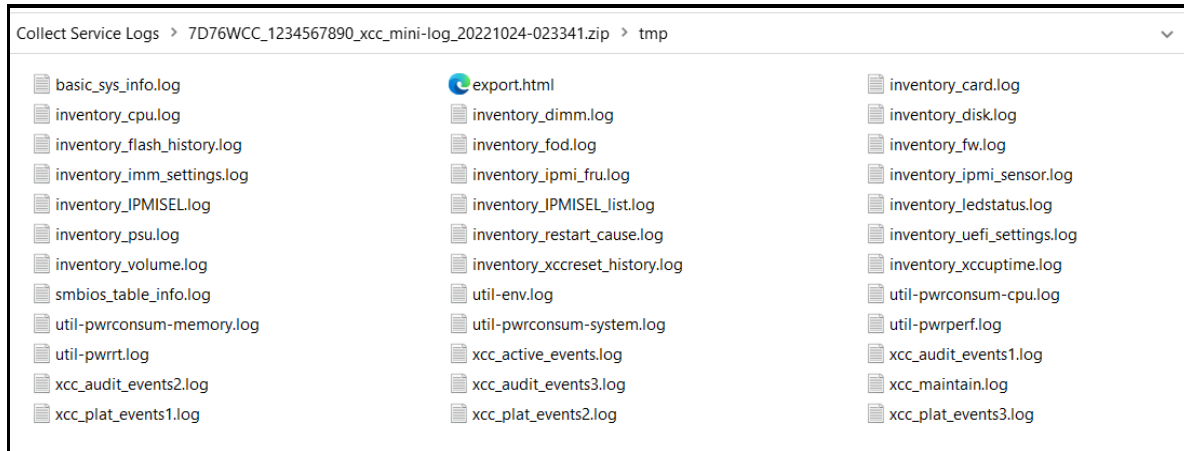 Collect Service Logs > 7D76WCC_1234567890_xcc_mini-log_20221024-023341.zip > tmp
basic_sys_info.log export.html inventory_card.log
inventory_cpu.log inventory_dimm.log inventory_disk.log
inventory_flash_history.log inventory_fod.log inventory_fw.log
inventory_imm_settings.log inventory_ipmi_fru.log inventory_ipmi_sensor.log
inventory_IPMISEL.log inventory_IPMISEL_list.log inventory_ledstatus.log
inventory_psu.log inventory_restart_cause.log inventory_uefi_settings.log
inventory_volume.log inventory_xccreset_history.log inventory_xccuptime.log
smbios_table_info.log util-env.log util-pwrconsum-cpu.log
util-pwrconsum-memory.log util-pwrconsum-system.log util-pwrperf.log
util-pwrrt.log xcc_active_events.log xcc_audit_events1.log
xcc_audit_events2.log xcc_audit_events3.log xcc_maintain.log
xcc_plat_events1.log xcc_plat_events2.log xcc_plat_events3.log